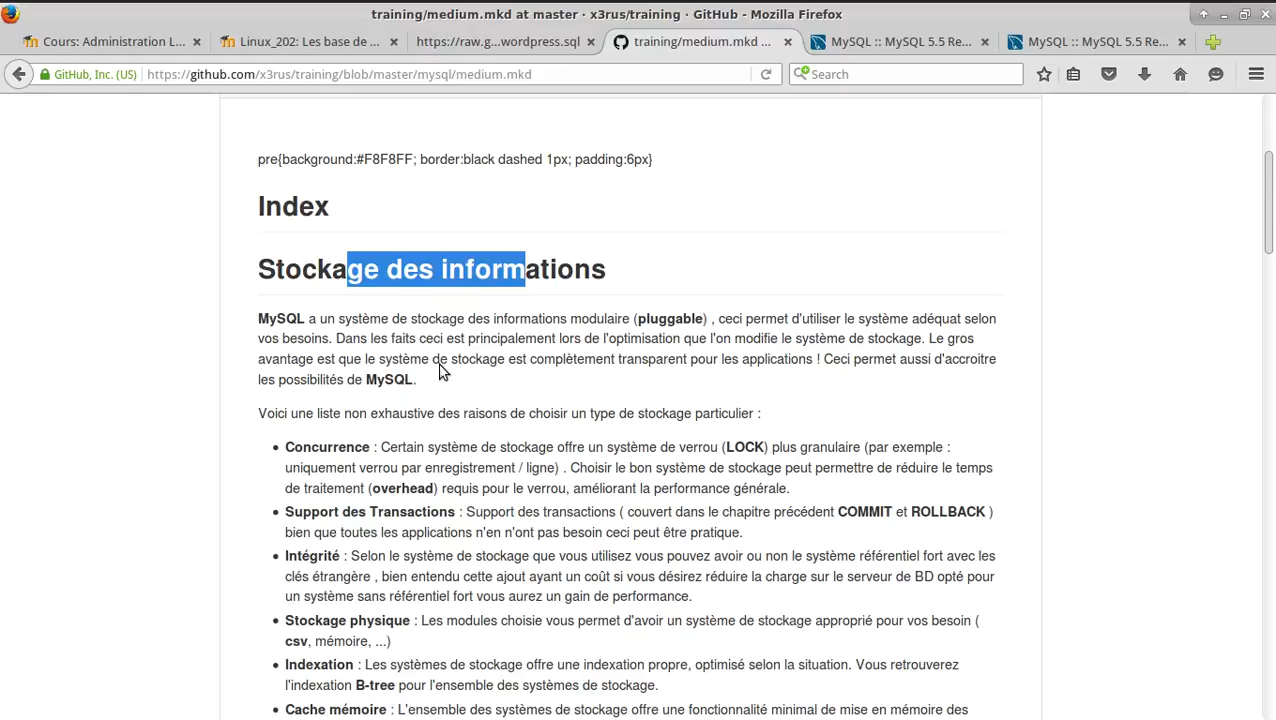 training/medium.mkd at master · x3rus/training · GitHub - Mozilla Firefox
Cours: Administration L...
Linux_202: Les base de ...
https://raw.g...wordpress.sql
training/medium.mkd ...
MySQL :: MySQL 5.5 Re...
MySQL :: MySQL 5.5 Re...
GitHub, Inc. (US)
https://github.com/x3rus/training/blob/master/mysql/medium.mkd
Search
pre{background:#F8F8FF; border:black dashed 1px; padding:6px}
Index
Stockage des informations
MySQL a un système de stockage des informations modulaire (pluggable) , ceci permet d'utiliser le système adéquat selon
vos besoins. Dans les faits ceci est principalement lors de l'optimisation que l'on modifie le système de stockage. Le gros
avantage est que le système de stockage est complètement transparent pour les applications ! Ceci permet aussi d'accroitre
les possibilités de MySQL.
Voici une liste non exhaustive des raisons de choisir un type de stockage particulier :
• Concurrence : Certain système de stockage offre un système de verrou (LOCK) plus granulaire (par exemple :
uniquement verrou par enregistrement / ligne) . Choisir le bon système de stockage peut permettre de réduire le temps
de traitement (overhead) requis pour le verrou, améliorant la performance générale.
• Support des Transactions : Support des transactions ( couvert dans le chapitre précédent COMMIT et ROLLBACK )
bien que toutes les applications n'en n'ont pas besoin ceci peut être pratique.
• Intégrité : Selon le système de stockage que vous utilisez vous pouvez avoir ou non le système référentiel fort avec les
clés étrangère , bien entendu cette ajout ayant un coût si vous désirez réduire la charge sur le serveur de BD opté pour
un système sans référentiel fort vous aurez un gain de performance.
• Stockage physique : Les modules choisie vous permet d'avoir un système de stockage approprié pour vos besoin (
csv, mémoire, ...)
• Indexation : Les systèmes de stockage offre une indexation propre, optimisé selon la situation. Vous retrouverez
l'indexation B-tree pour l'ensemble des systèmes de stockage.
• Cache mémoire : L'ensemble des systèmes de stockage offre une fonctionnalité minimal de mise en mémoire des